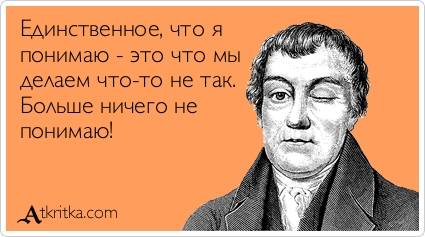 Единственное, что я
понимаю - это что мы
делаем что-то не так.
Больше ничего не
понимаю!
Atkritka.com